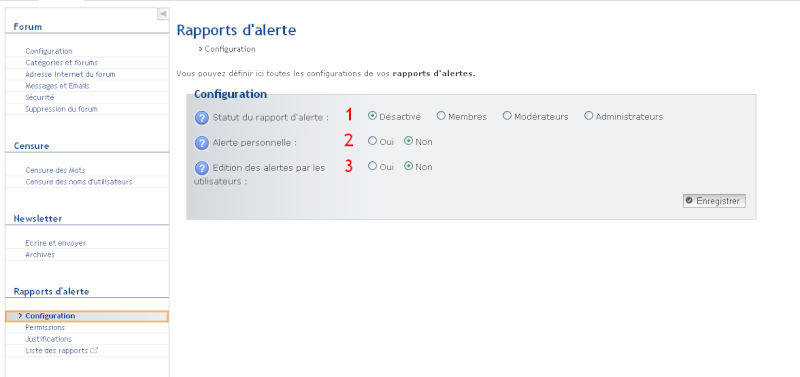 Forum
Configuration
Catégories et forums
Adresse Internet du forum
Messages et Emails
Sécurité
Suppression du forum
Censure
Censure des Mots
Censure des noms d'utilisateurs
Newsletter
Ecrire et envoyer
Archives
Rapports d'alerte
Configuration
Permissions
Justifications
Liste des rapports
Rapports d'alerte
Configuration
Vous pouvez définir ici toutes les configurations de vos rapports d'alertes.
Configuration
Statut du rapport d'alerte : 1 Désactivé Membres Modérateurs Administrateurs
Alerte personnelle : 2 Oui Non
Edition des alertes par les 3 Oui Non
utilisateurs :
Enregistrer